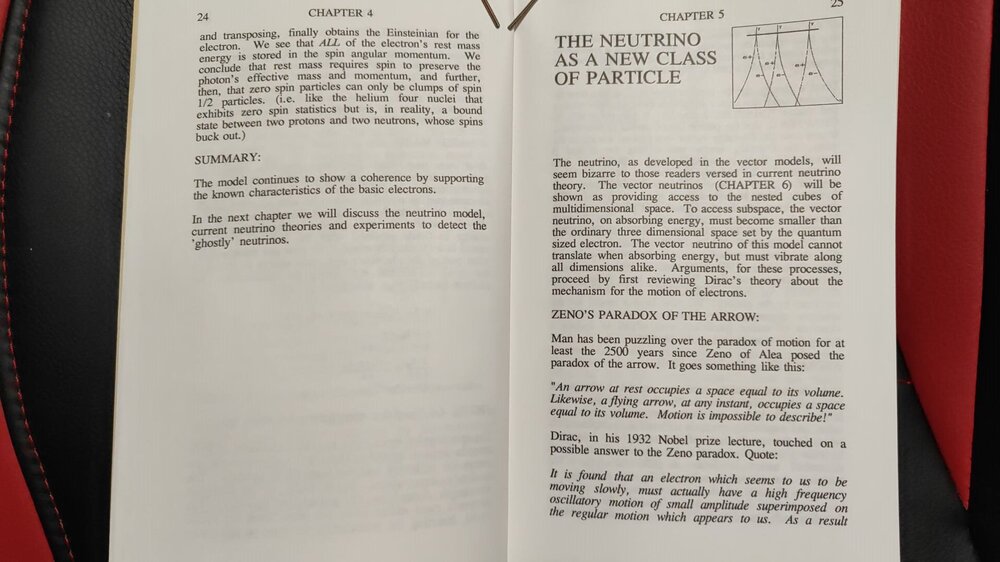 24
CHAPTER 4
and transposing, finally obtains the Einsteinian for the
electron. We see that ALL of the electron's rest mass
energy is stored in the spin angular momentum. We
conclude that rest mass requires spin to preserve the
photon's effective mass and momentum, and further,
then, that zero spin particles can only be clumps of spin
1/2 particles. (i.e. like the helium four nuclei that
exhibits zero spin statistics but is, in reality, a bound
state between two protons and two neutrons, whose spins
buck out.)
SUMMARY:
The model continues to show a coherence by supporting
the known characteristics of the basic electrons.
In the next chapter we will discuss the neutrino model,
current neutrino theories and experiments to detect the
'ghostly' neutrinos.
CHAPTER 5
25
THE NEUTRINO
AS A NEW CLASS
OF PARTICLE
The neutrino, as developed in the vector models, will
seem bizarre to those readers versed in current neutrino
theory. The vector neutrinos (CHAPTER 6) will be
shown as providing access to the nested cubes of
multidimensional space. To access subspace, the vector
neutrino, on absorbing energy, must become smaller than
the ordinary three dimensional space set by the quantum
sized electron. The vector neutrino of this model cannot
translate when absorbing energy, but must vibrate along
all dimensions alike. Arguments, for these processes,
proceed by first reviewing Dirac's theory about the
mechanism for the motion of electrons.
ZENO'S PARADOX OF THE ARROW:
Man has been puzzling over the paradox of motion for at
least the 2500 years since Zeno of Alea posed the
paradox of the arrow. It goes something like this:
"An arrow at rest occupies a space equal to its volume.
Likewise, a flying arrow, at any instant, occupies a space
equal to its volume. Motion is impossible to describe!"
Dirac, in his 1932 Nobel prize lecture, touched on a
possible answer to the Zeno paradox. Quote:
It is found that an electron which seems to us to be
moving slowly, must actually have a high frequency
oscillatory motion of small amplitude superimposed on
the regular motion which appears to us. As a result